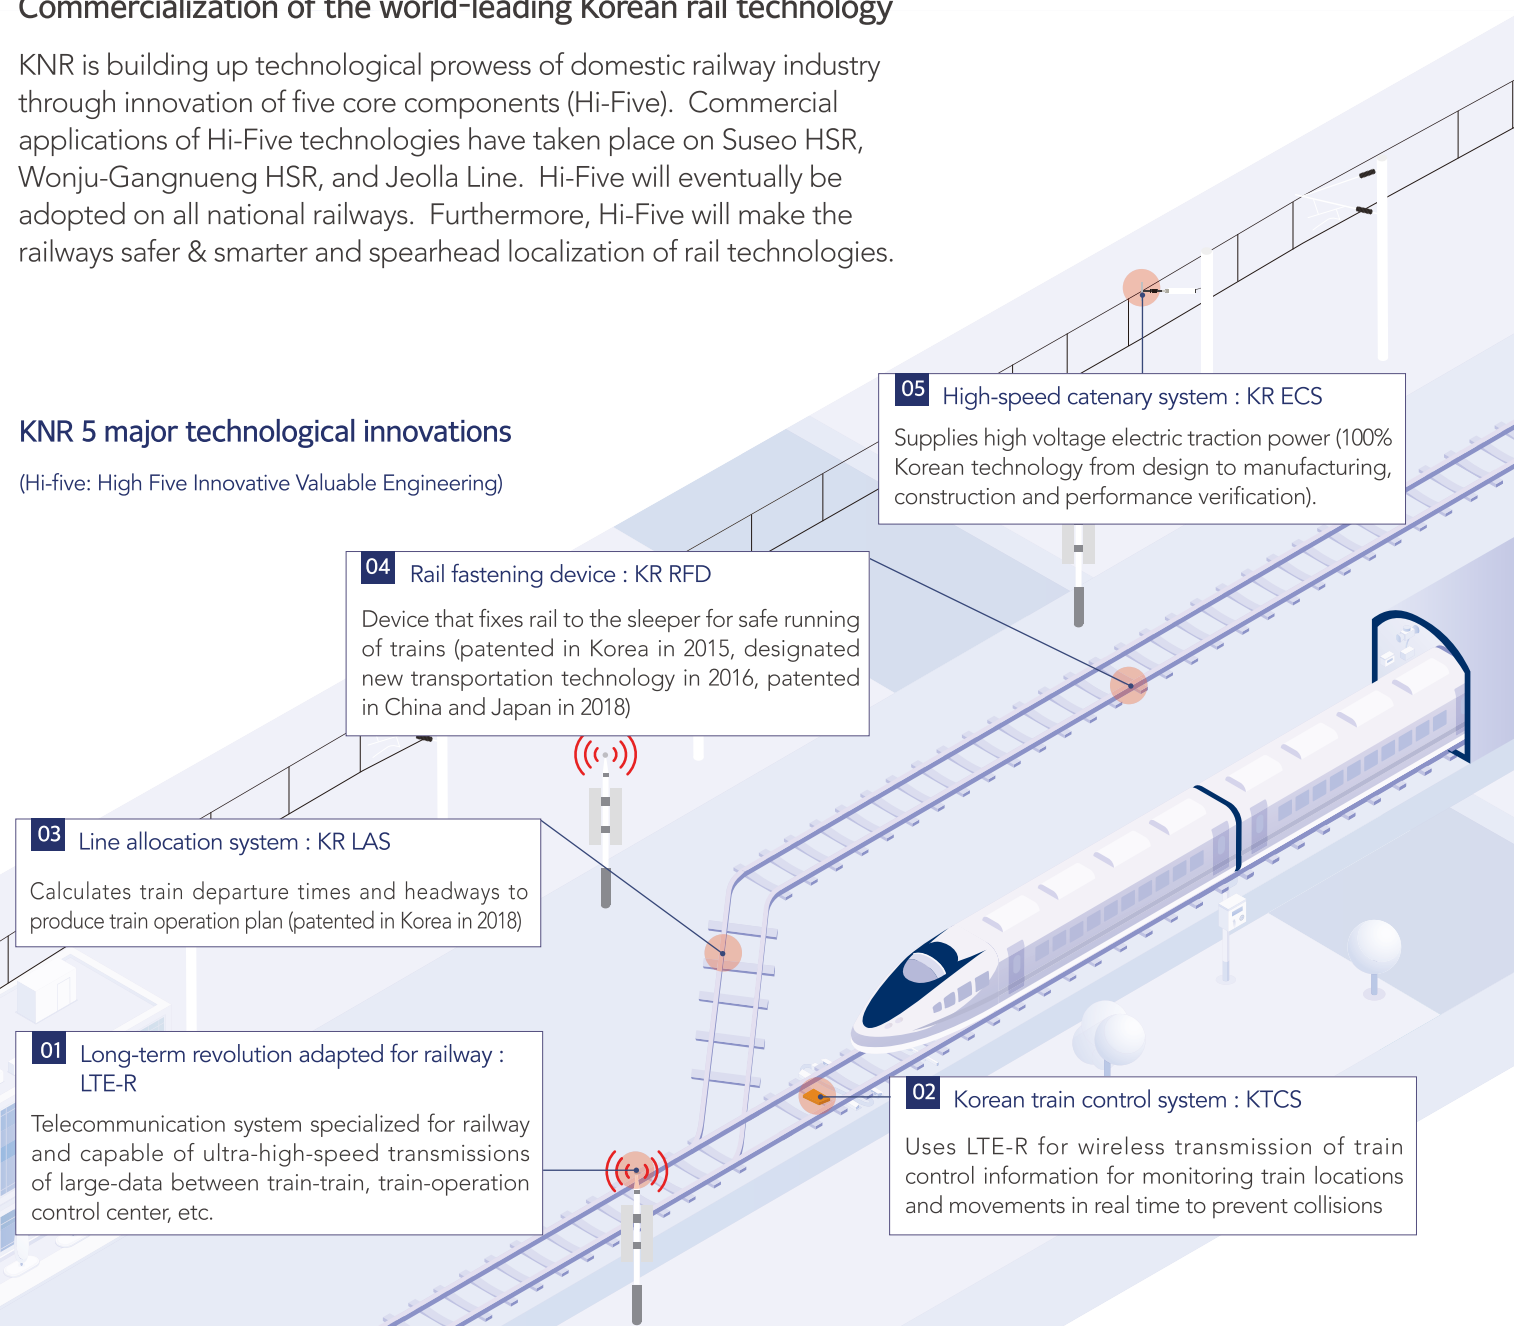 Commercialization of the world-leading Korean rail technology
KNR is building up technological prowess of domestic railway industry
through innovation of five core components (Hi-Five).  Commercial
applications of Hi-Five technologies have taken place on Suseo HSR,
Wonju-Gangnueng HSR, and Jeolla Line.  Hi-Five will eventually be
adopted on all national railways.  Furthermore, Hi-Five will make the
railways safer & smarter and spearhead localization of rail technologies.
KNR 5 major technological innovations
(Hi-five: High Five Innovative Valuable Engineering)
05 High-speed catenary system : KR ECS
Supplies high voltage electric traction power (100%
Korean technology from design to manufacturing,
construction and performance verification).
04 Rail fastening device : KR RFD
Device that fixes rail to the sleeper for safe running
of trains (patented in Korea in 2015, designated
new transportation technology in 2016, patented
in China and Japan in 2018)
03 Line allocation system : KR LAS
Calculates train departure times and headways to
produce train operation plan (patented in Korea in 2018)
01 Long-term revolution adapted for railway :
LTE-R
Telecommunication system specialized for railway
and capable of ultra-high-speed transmissions
of large-data between train-train, train-operation
control center, etc.
02 Korean train control system : KTCS
Uses LTE-R for wireless transmission of train
control information for monitoring train locations
and movements in real time to prevent collisions